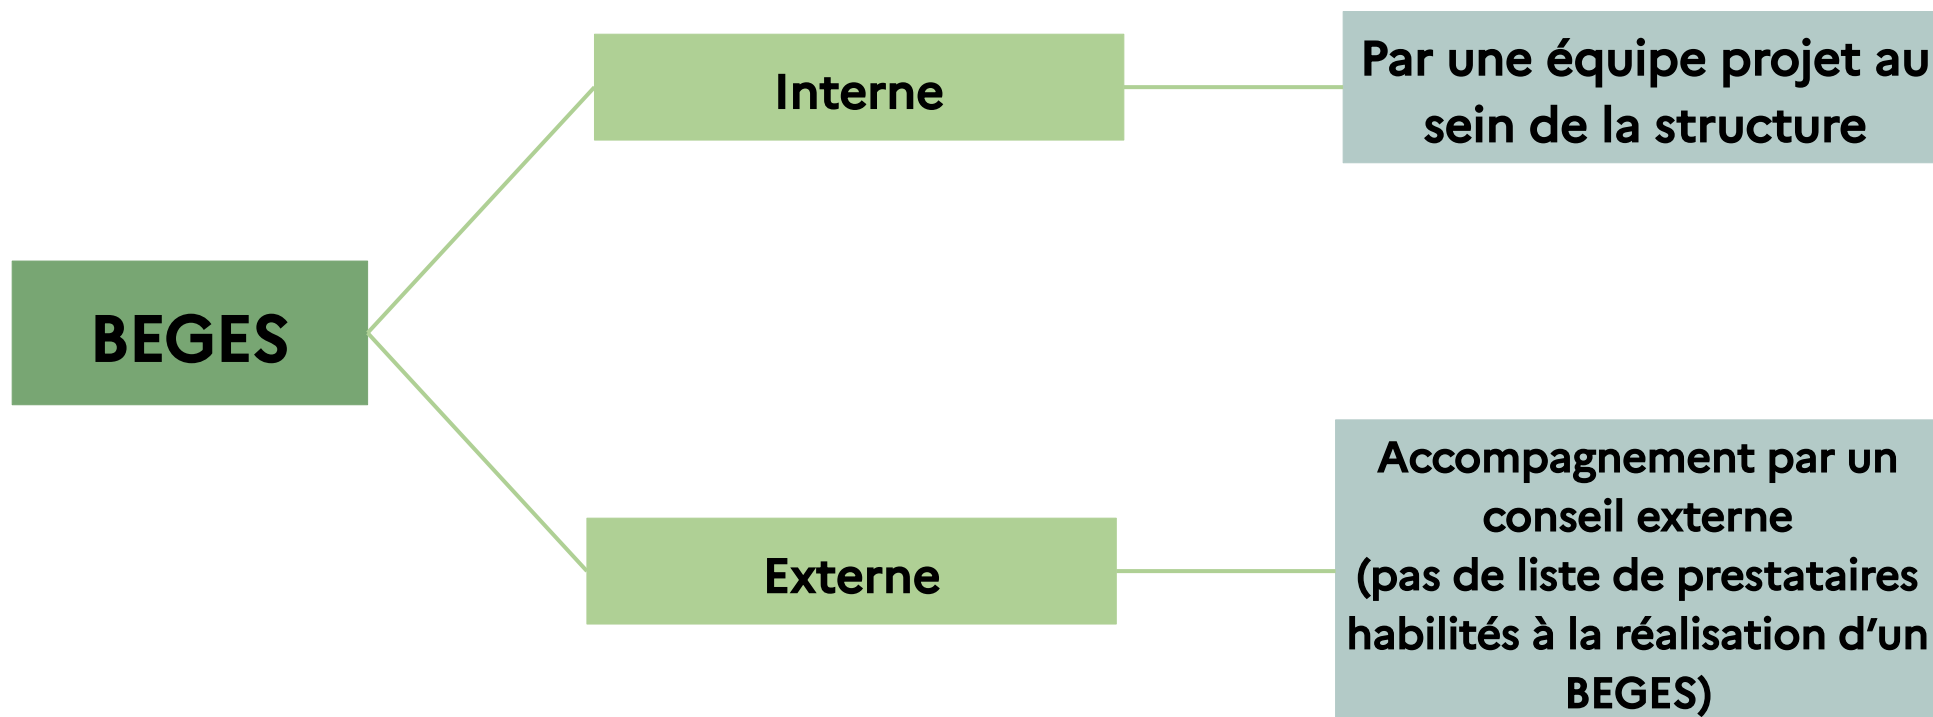 BEGES
Interne
Par une équipe projet au
sein de la structure
Externe
Accompagnement par un
conseil externe
(pas de liste de prestataires
habilités à la réalisation d’un
BEGES)